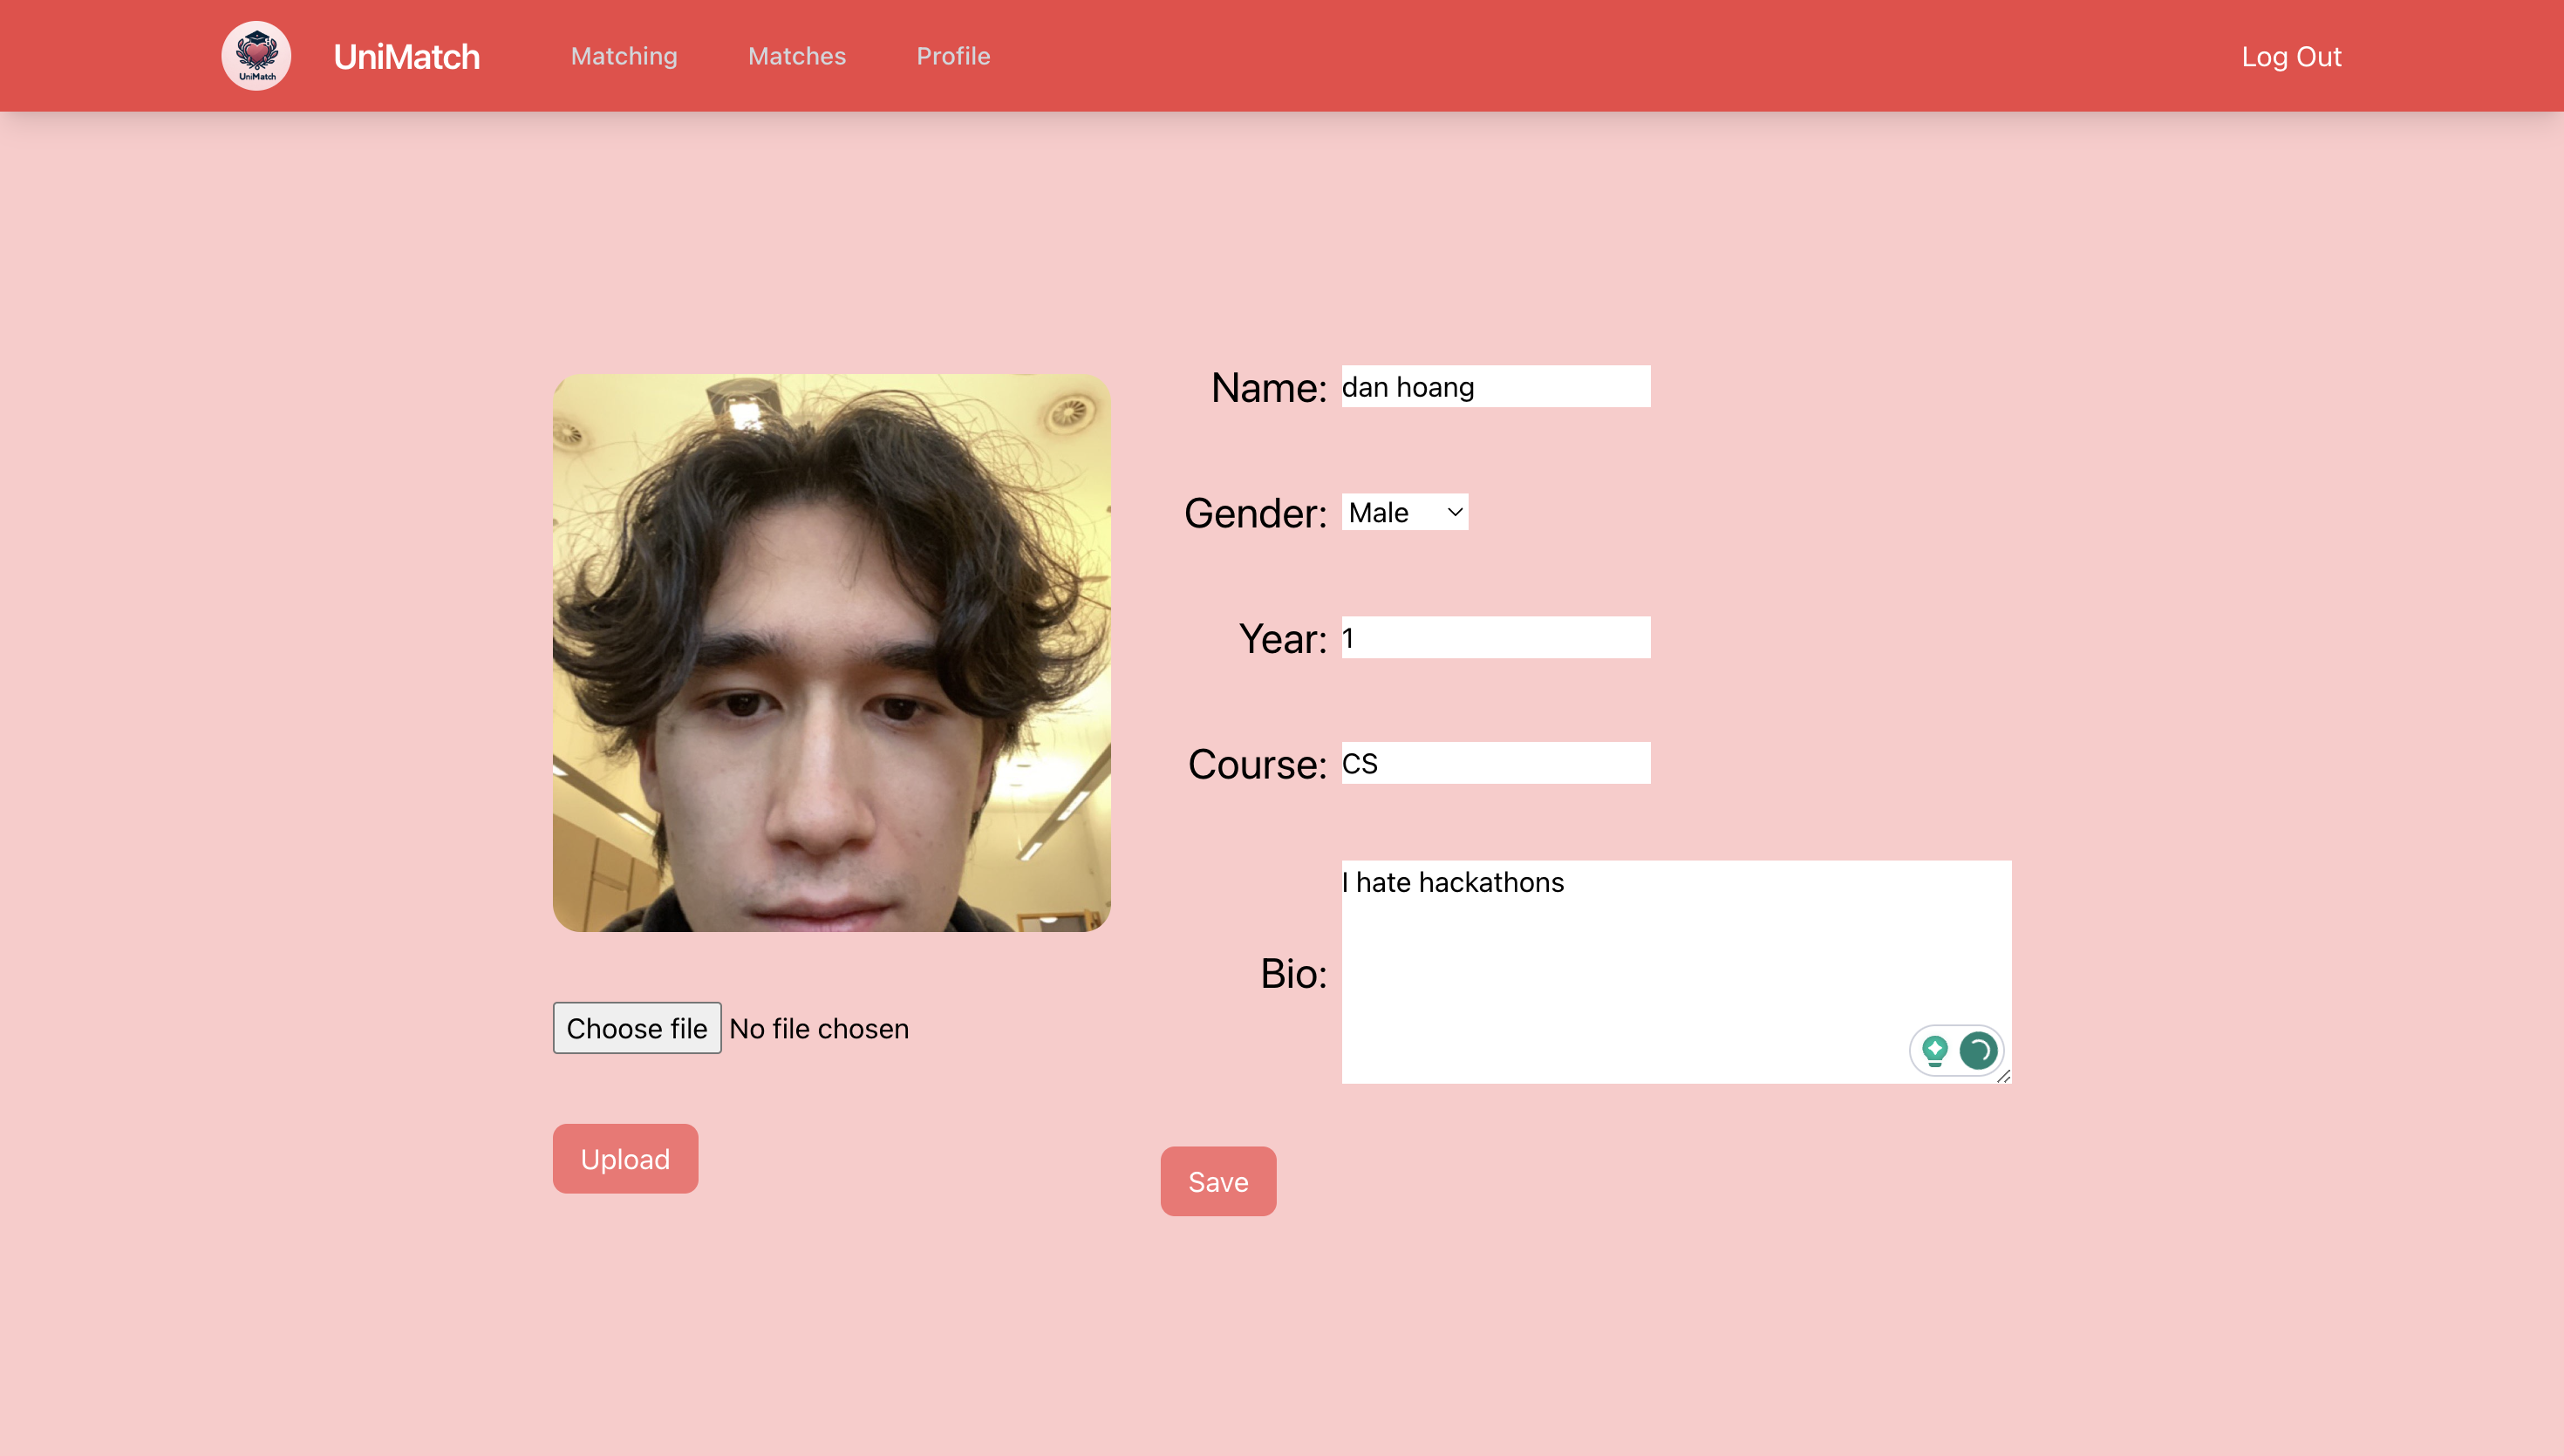 UniMatch
UniMatch
Matching
Matches
Profile
Log Out
Name: dan hoang
Gender: Male
Year: 1
Course: CS
Bio: I hate hackathons
Choose file No file chosen
Upload
Save